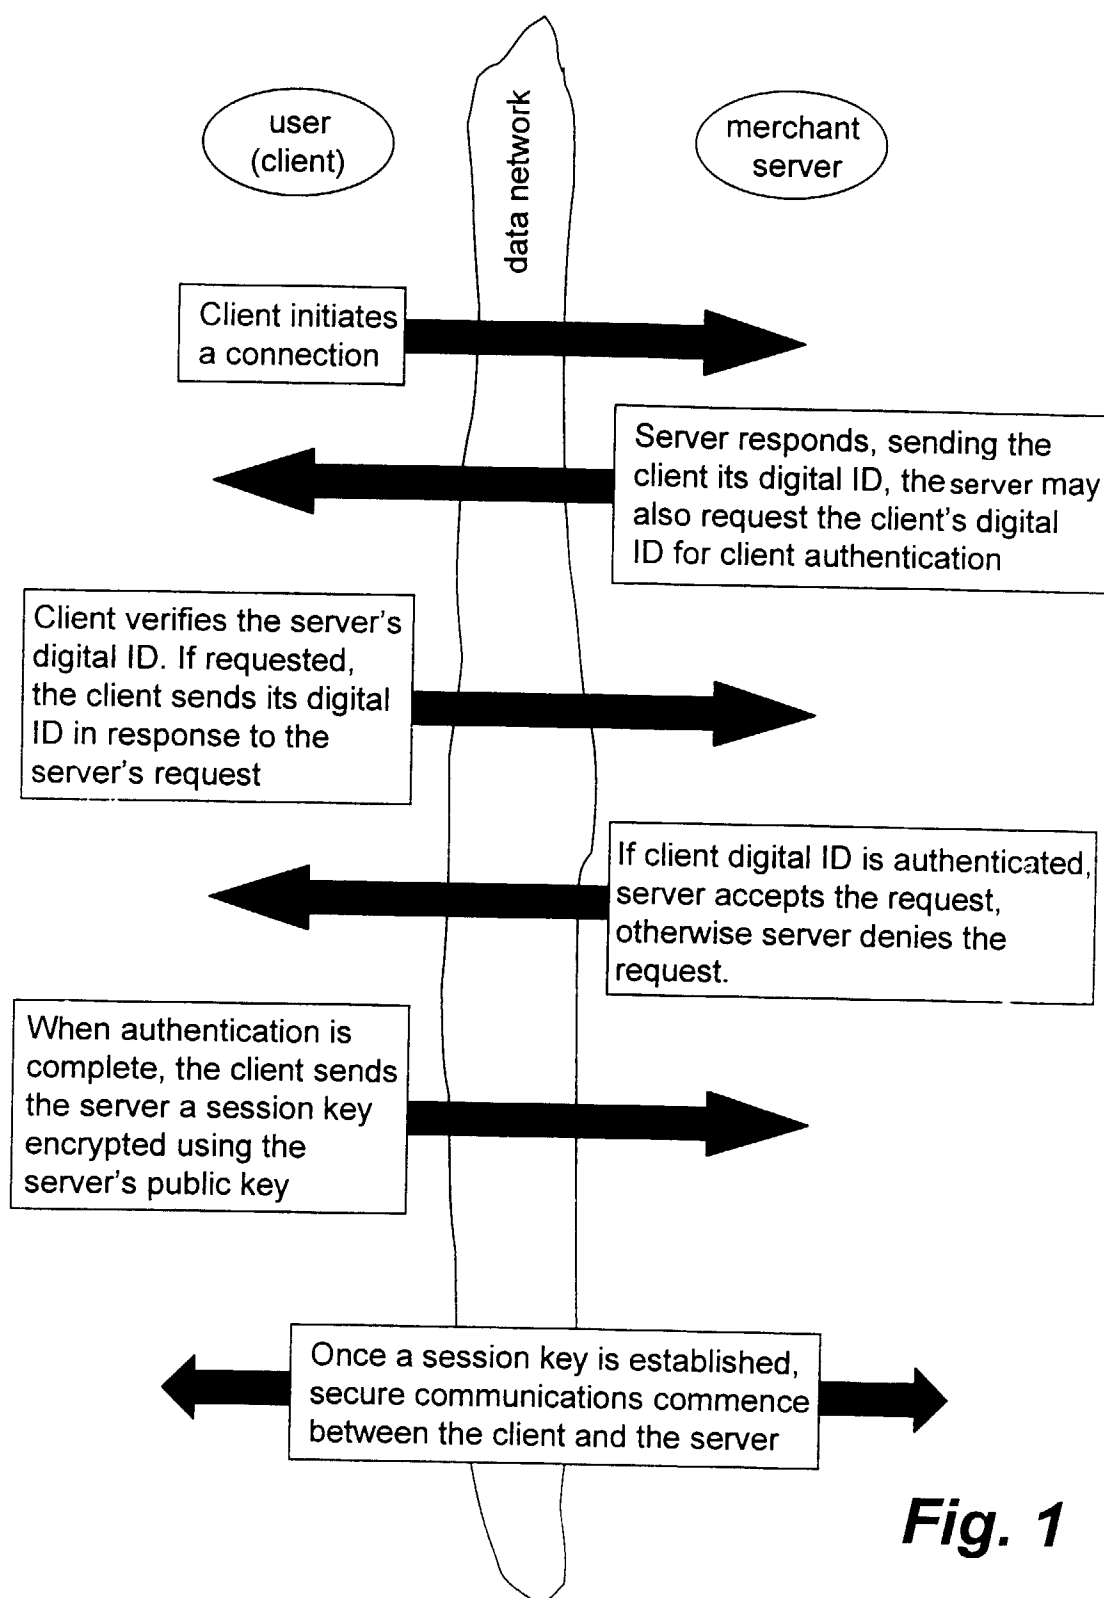 user
(client)
data network
merchant
server
Client initiates
a connection
Server responds, sending the
client its digital ID, the server may
also request the client's digital
ID for client authentication
Client verifies the server's
digital ID. If requested,
the client sends its digital
ID in response to the
server's request
If client digital ID is authenticated,
server accepts the request,
otherwise server denies the
request.
When authentication is
complete, the client sends
the server a session key
encrypted using the
server's public key
Once a session key is established,
secure communications commence
between the client and the server
Fig. 1